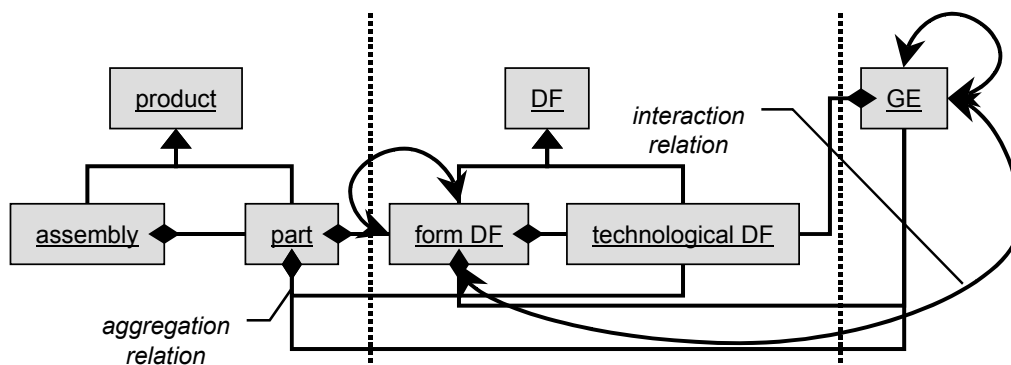 product
DF
GE
interaction
relation
assembly
part
form DF
technological DF
aggregation
relation